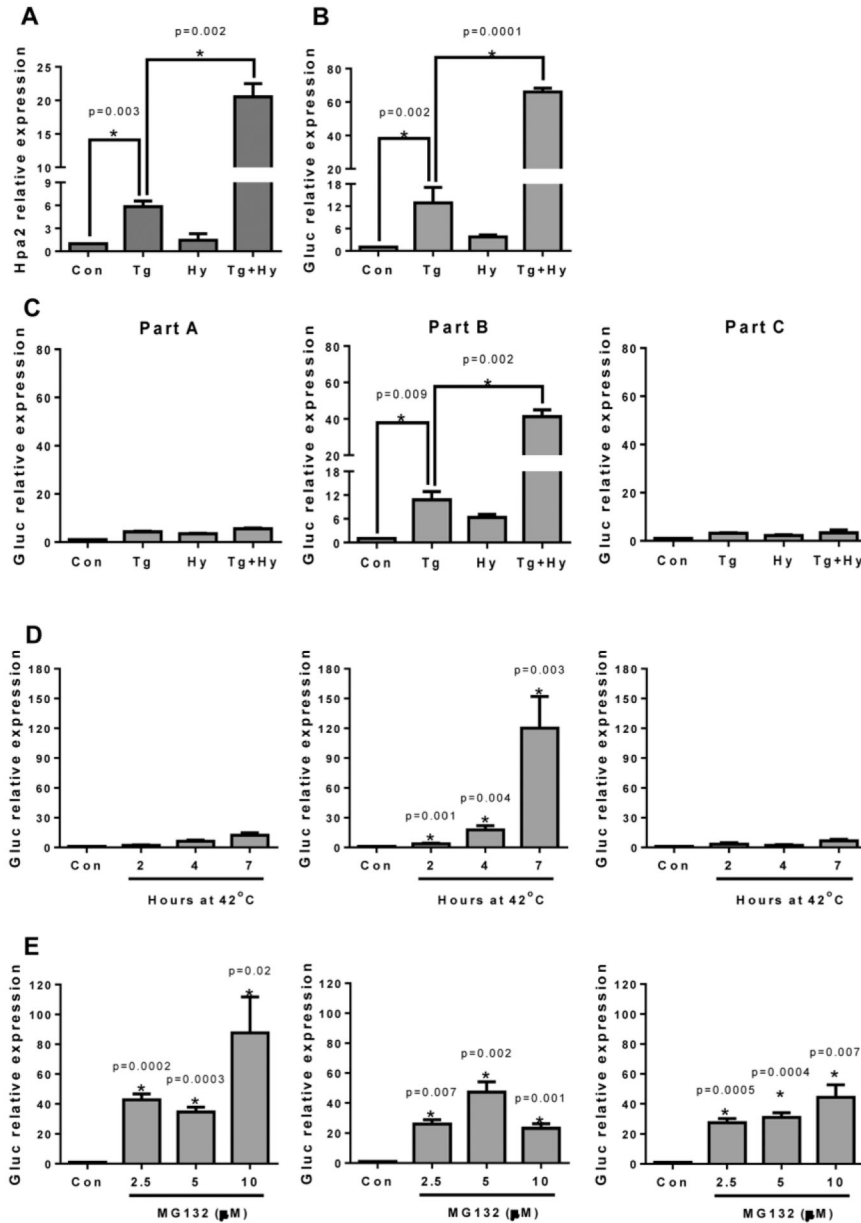 A
p=0.002
*
p=0.003
*
Hpa2 relative expression
25
20
15
10
9
6
3
0
Con Tg Hy Tg+Hy
B
p=0.0001
*
p=0.002
*
Gluc relative expression
80
60
40
20
18
12
6
0
Con Tg Hy Tg+Hy
C
Part A
Gluc relative expression
80
60
40
20
0
Con Tg Hy Tg+Hy
Part B
p=0.002
*
p=0.009
*
Gluc relative expression
80
60
40
20
18
12
6
0
Con Tg Hy Tg+Hy
Part C
Gluc relative expression
80
60
40
20
0
Con Tg Hy Tg+Hy
D
Gluc relative expression
180
150
120
90
60
30
0
Con 2 4 7
Hours at 42°C
Gluc relative expression
180
150
120
90
60
30
0
p=0.003
*
p=0.004
*
p=0.001
*
Con 2 4 7
Hours at 42°C
Gluc relative expression
180
150
120
90
60
30
0
Con 2 4 7
Hours at 42°C
E
Gluc relative expression
120
100
80
60
40
20
0
p=0.02
*
p=0.0002
*
p=0.0003
*
Con 2.5 5 10
MG132 (μM)
Gluc relative expression
120
100
80
60
40
20
0
p=0.002
*
p=0.007
*
p=0.001
*
Con 2.5 5 10
MG132 (μM)
Gluc relative expression
120
100
80
60
40
20
0
p=0.007
*
p=0.0004
*
p=0.0005
*
Con 2.5 5 10
MG132 (μM)